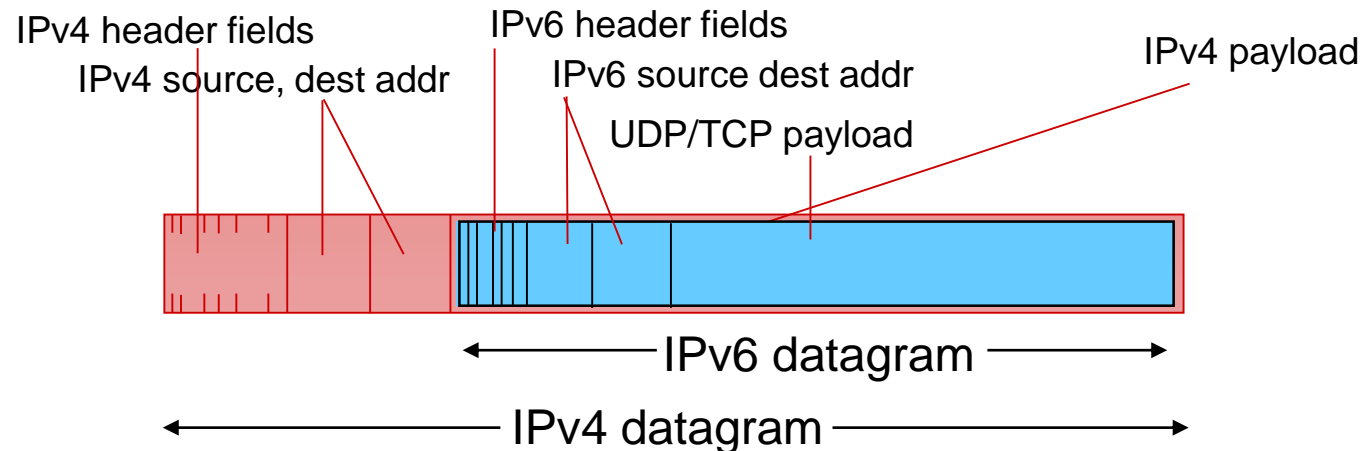 IPv4 header fields
IPv6 header fields
IPv4 payload
IPv4 source, dest addr
IPv6 source dest addr
UDP/TCP payload
IPv6 datagram
IPv4 datagram